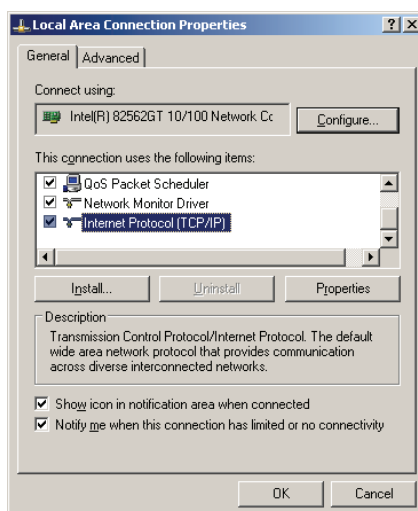 Local Area Connection Properties
General
Advanced
Connect using:
Intel(R) 82562GT 10/100 Network Cc
Configure...
This connection uses the following items:
QoS Packet Scheduler
Network Monitor Driver
Internet Protocol (TCP/IP)
Install...
Uninstall
Properties
Description
Transmission Control Protocol/Internet Protocol. The default
wide area network protocol that provides communication
across diverse interconnected networks.
Show icon in notification area when connected
Notify me when this connection has limited or no connectivity
OK
Cancel